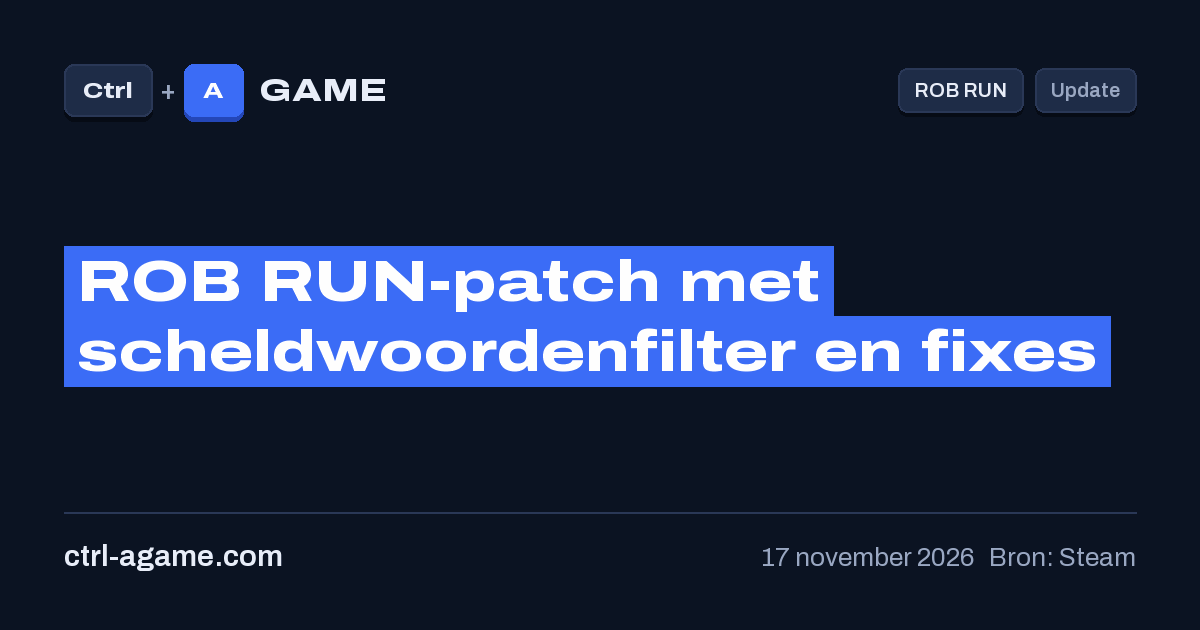 Ctrl + A GAME
ROB RUN Update
ROB RUN-patch met
scheldwoordenfilter en fixes
ctrl-agame.com
17 november 2026 Bron: Steam